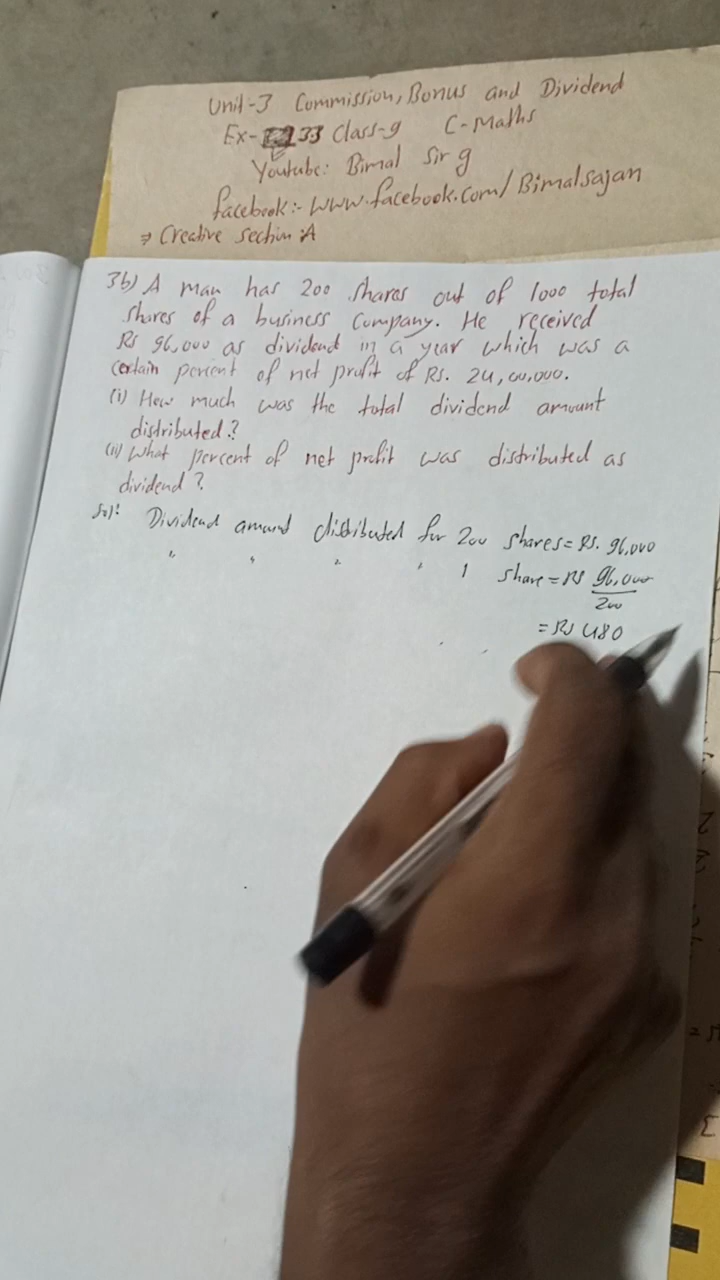 Unit-3 Commission, Bonus and Dividend
Ex- 33 Class-9 C-Maths
Youtube: Bimal Sir g
facebook:- www.facebook.com/Bimalsajan
⇒ Creative section: A
3b) A man has 200 shares out of 1000 total
shares of a business company. He received
Rs 96,000 as dividend in a year which was a
certain percent of net profit of Rs. 24,00,000.
(i) How much was the total dividend amount
distributed?
(ii) What percent of net profit was distributed as
dividend?
Sol: Dividend amount distributed for 200 shares = Rs. 96,000
" " " " 1 share = Rs 96,000
200
= Rs 480